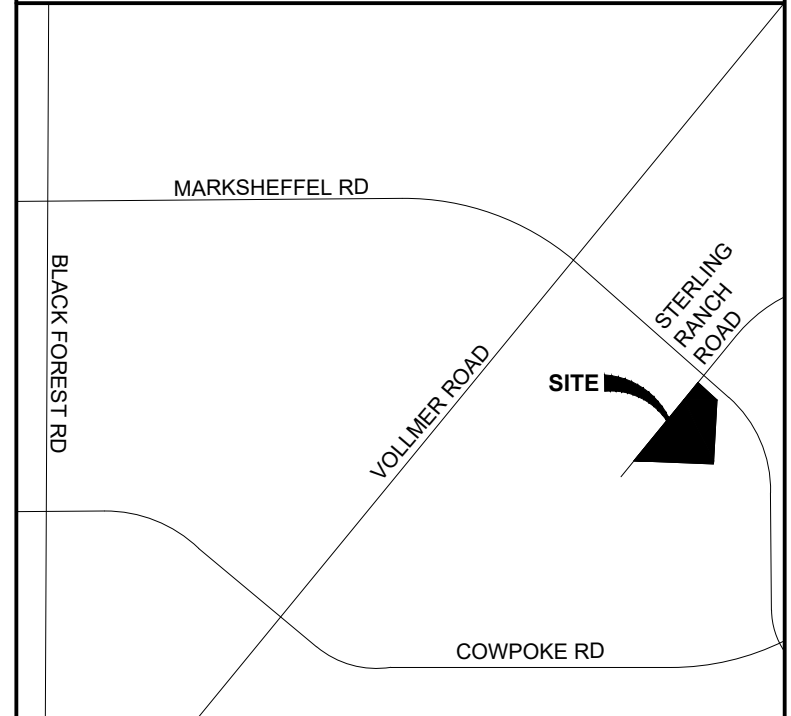 MARKSHEFFEL RD
BLACK FOREST RD
STERLING
RANCH
ROAD
VOLLMER ROAD
SITE
COWPOKE RD